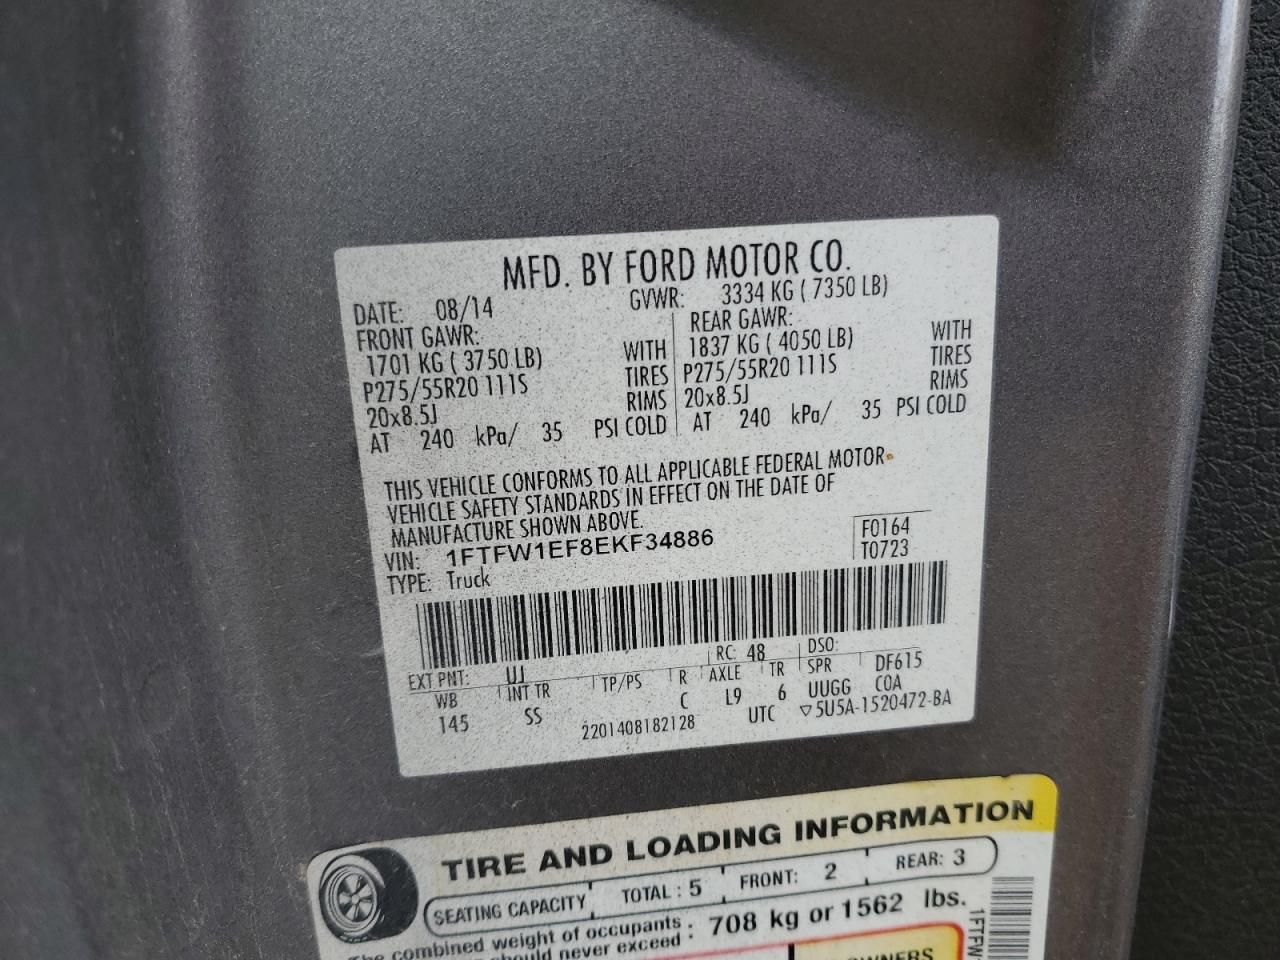 MFD. BY FORD MOTOR CO.
DATE: 08/14 GVWR: 3334 KG ( 7350 LB)
FRONT GAWR: REAR GAWR:
1701 KG ( 3750 LB) WITH 1837 KG ( 4050 LB) WITH
P275/55R20 111S TIRES P275/55R20 111S TIRES
20x8.5J RIMS 20x8.5J RIMS
AT 240 kPa/ 35 PSI COLD AT 240 kPa/ 35 PSI COLD
THIS VEHICLE CONFORMS TO ALL APPLICABLE FEDERAL MOTOR
VEHICLE SAFETY STANDARDS IN EFFECT ON THE DATE OF
MANUFACTURE SHOWN ABOVE.
VIN: 1FTFW1EF8EKF34886 F0164
TYPE: Truck T0723
EXT PNT: UJ RC: 48 DSO:
WB INT TR TP/PS R AXLE TR SPR DF615
145 SS C L9 6 UUGG COA
2201408182128 UTC ▽5U5A-1520472-BA
TIRE AND LOADING INFORMATION
SEATING CAPACITY TOTAL : 5 FRONT: 2 REAR: 3
The combined weight of occupants : 708 kg or 1562 lbs.
should never exceed :
OWNERS
1FTFW